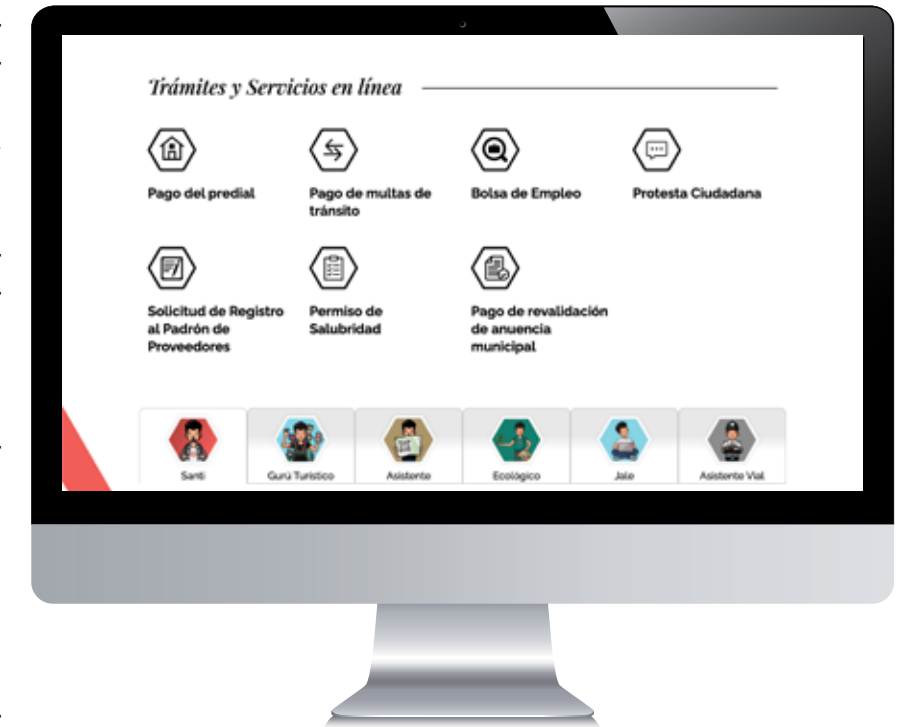 Trámites y Servicios en línea
Pago del predial
Pago de multas de
tránsito
Bolsa de Empleo
Protesta Ciudadana
Solicitud de Registro
al Padrón de
Proveedores
Permiso de
Salubridad
Pago de revalidación
de anuencia
municipal
Santi
Gurú Turístico
Asistente
Ecológico
Jale
Asistente Vial